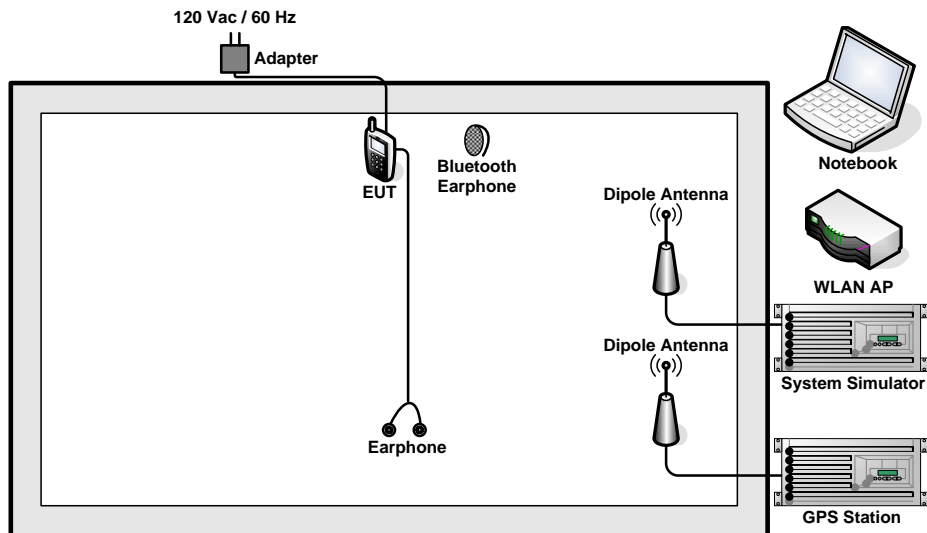 120 Vac / 60 Hz
Adapter
EUT
Bluetooth
Earphone
Notebook
Dipole Antenna
WLAN AP
Dipole Antenna
System Simulator
Earphone
GPS Station